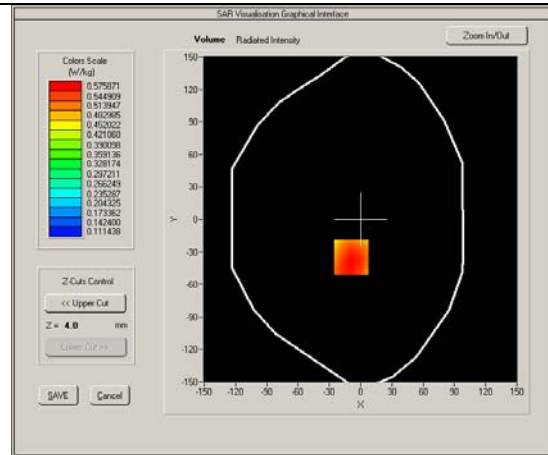 SAR Visualisation Graphical Interface
Volume Radiated Intensity
Zoom In/Out
Colors Scale
(W/kg)
0.575871
0.544909
0.513947
0.482985
0.452022
0.421060
0.390098
0.359136
0.328174
0.297211
0.266249
0.235287
0.204325
0.173362
0.142400
0.111438
Z-Cuts Control
<< Upper Cut
Z = 4.0 mm
Lower Cut >>
SAVE Cancel
150
120
90
60
30
0
-30
-60
-90
-120
-150
Y
-150 -120 -90 -60 -30 0 30 60 90 120 150
X